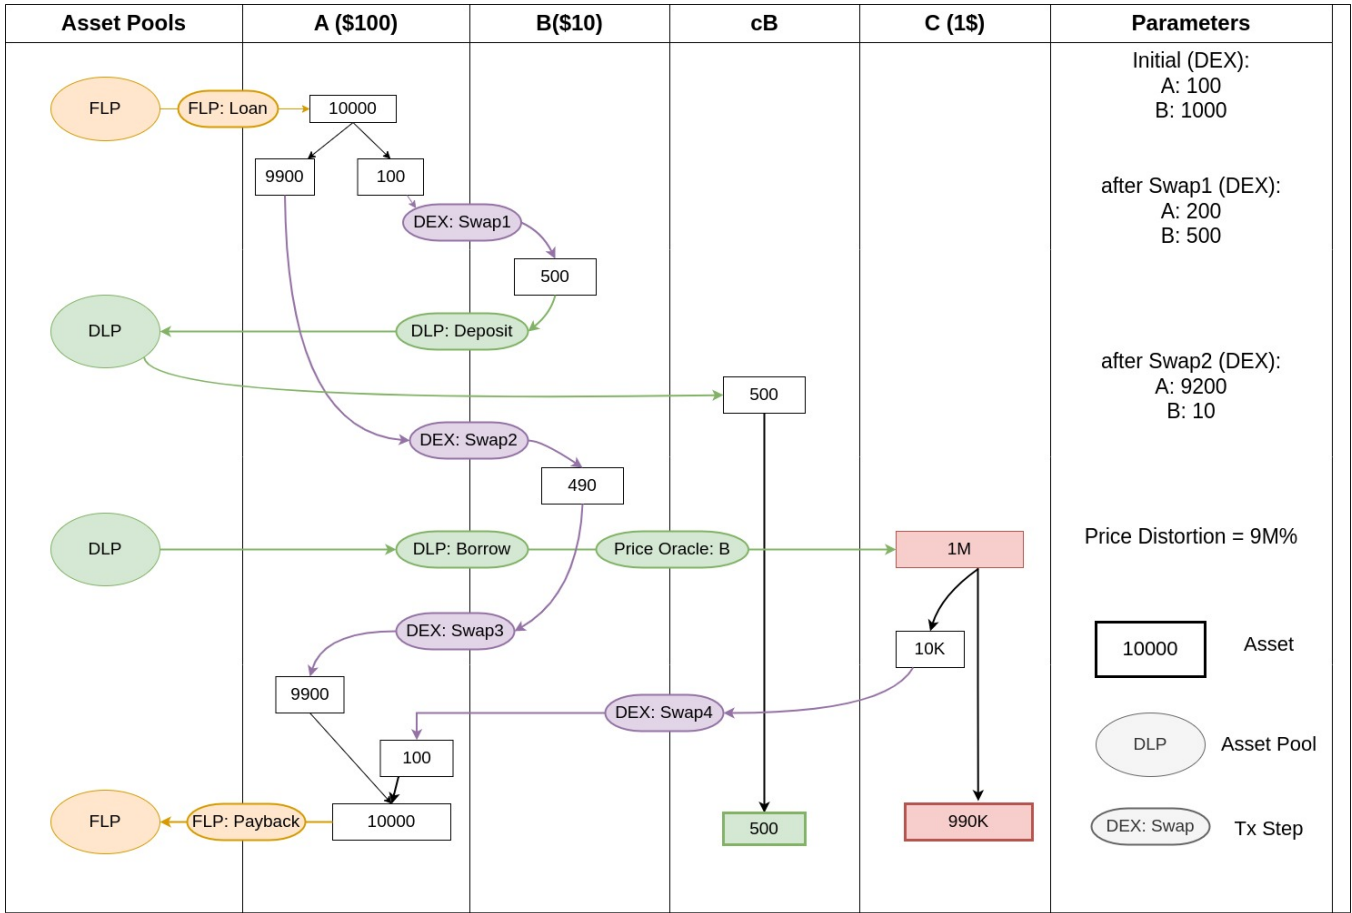 Asset Pools
A ($100)
B($10)
cB
C (1$)
Parameters
Initial (DEX):
A: 100
B: 1000
FLP
FLP: Loan
10000
9900
100
after Swap1 (DEX):
A: 200
B: 500
DEX: Swap1
500
DLP
DLP: Deposit
500
after Swap2 (DEX):
A: 9200
B: 10
DEX: Swap2
490
DLP
DLP: Borrow
Price Oracle: B
1M
Price Distortion = 9M%
DEX: Swap3
10K
10000
Asset
9900
DEX: Swap4
100
DLP
Asset Pool
FLP
FLP: Payback
10000
500
990K
DEX: Swap
Tx Step